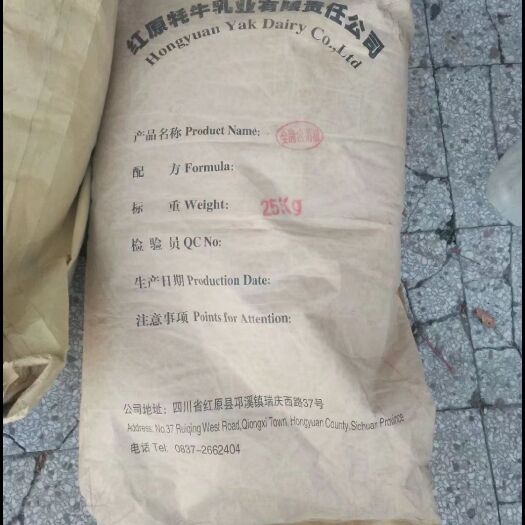 红原牦牛乳业有限责任公司
Hongyuan Yak Dairy Co.,Ltd
产品名称 Product Name:
配 方 Formula:
标 重 Weight: 25Kg
检 验 员 QC No:
生产日期 Production Date:
注意事项 Points for Attention:
公司地址: 四川省红原县邛溪镇瑞庆西路37号
Address: No.37 Ruiqing West Road,Qiongxi Town, Hongyuan County,Sichuan Province
电话 Tel: 0837-2662404